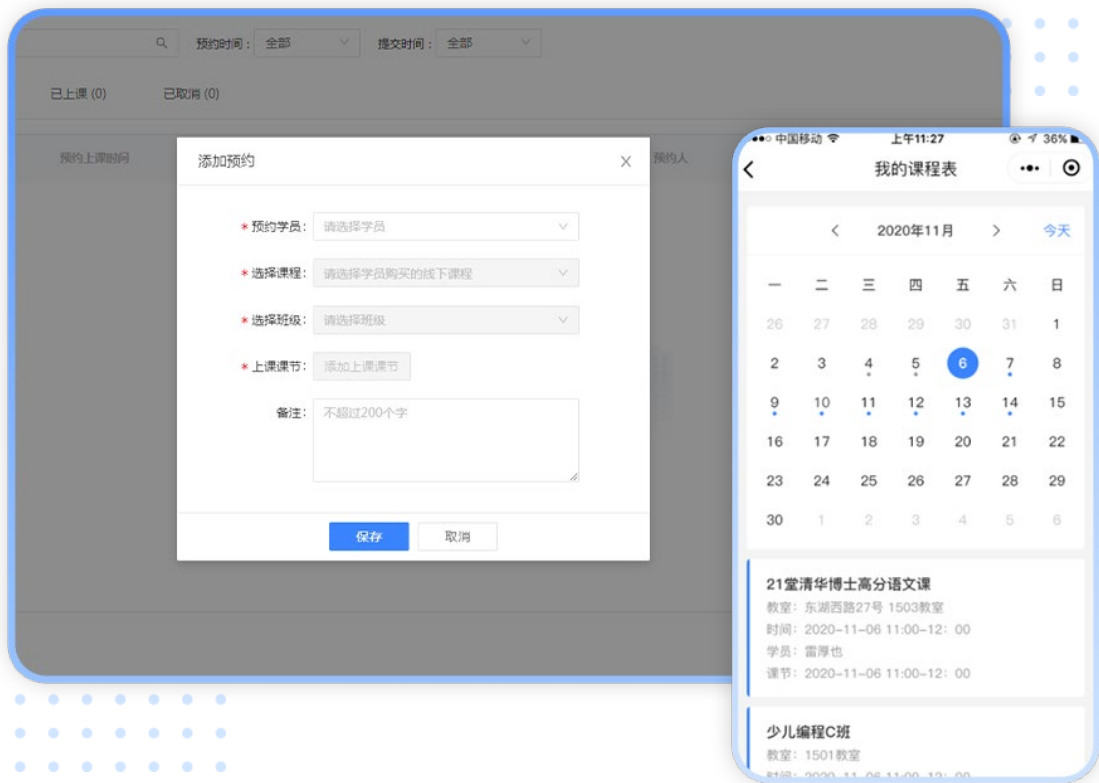 预约时间： 全部
提交时间： 全部
已上课 (0)
已取消 (0)
预约上课时间
预约人
添加预约
* 预约学员： 请选择学员
* 选择课程： 请选择学员购买的线下课程
* 选择班级： 请选择班级
* 上课课节： 添加上课课节
备注： 不超过200个字
保存
取消
中国移动 上午11:27 36%
我的课程表
2020年11月 今天
一 二 三 四 五 六 日
26 27 28 29 30 31 1
2 3 4 5 6 7 8
9 10 11 12 13 14 15
16 17 18 19 20 21 22
23 24 25 26 27 28 29
30 1 2 3 4 5 6
21堂清华博士高分语文课
教室：东湖西路27号 1503教室
时间：2020-11-06 11:00-12：00
学员：雷厚也
课节：2020-11-06 11:00-12：00
少儿编程C班
教室：1501教室
时间：2020-11-06 11:00-12：00